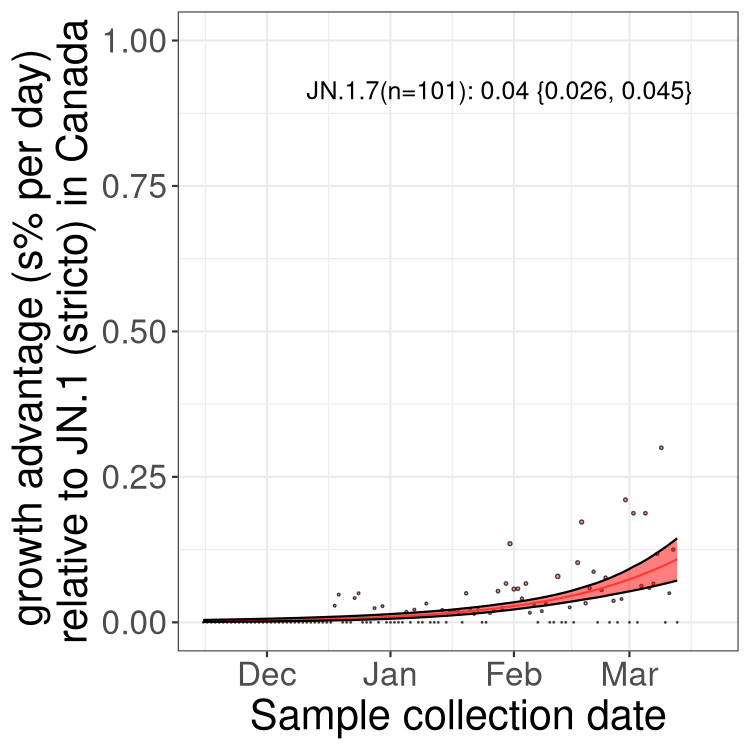 growth advantage (s% per day)
relative to JN.1 (stricto) in Canada
1.00
JN.1.7(n=101): 0.04 {0.026, 0.045}
0.75
0.50
0.25
0.00
Dec Jan Feb Mar
Sample collection date